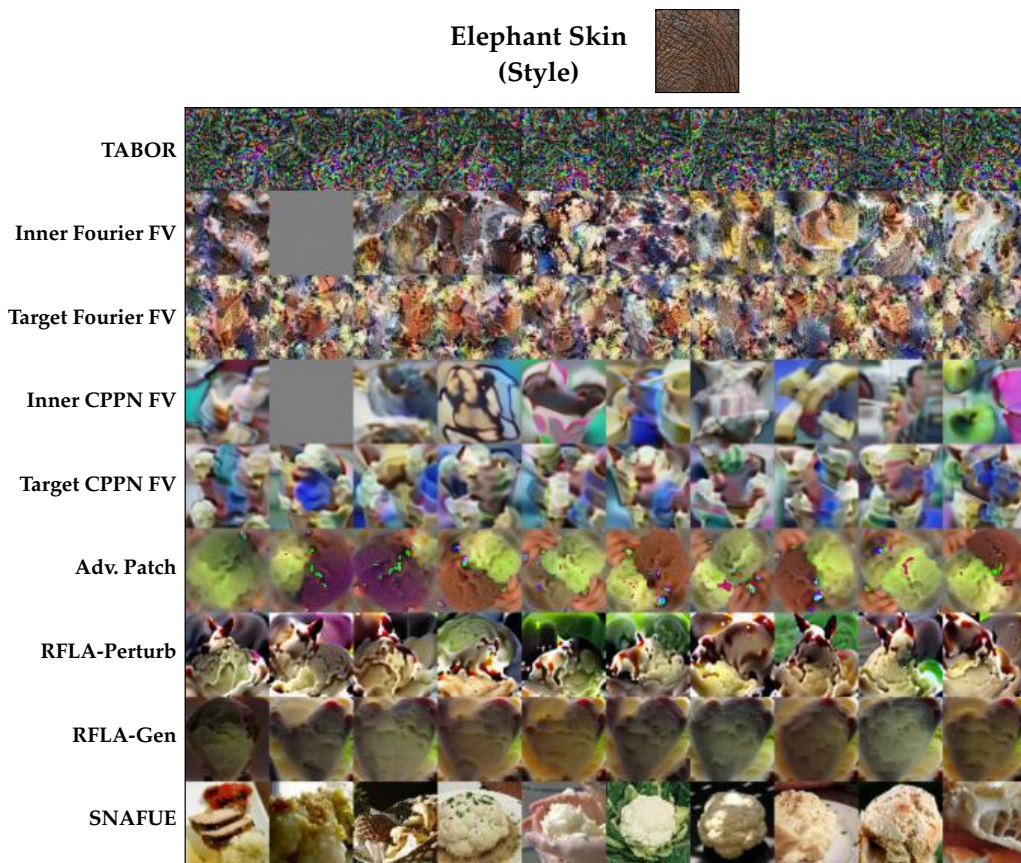 Elephant Skin
(Style)
TABOR
Inner Fourier FV
Target Fourier FV
Inner CPPN FV
Target CPPN FV
Adv. Patch
RFLA-Perturb
RFLA-Gen
SNAFUE